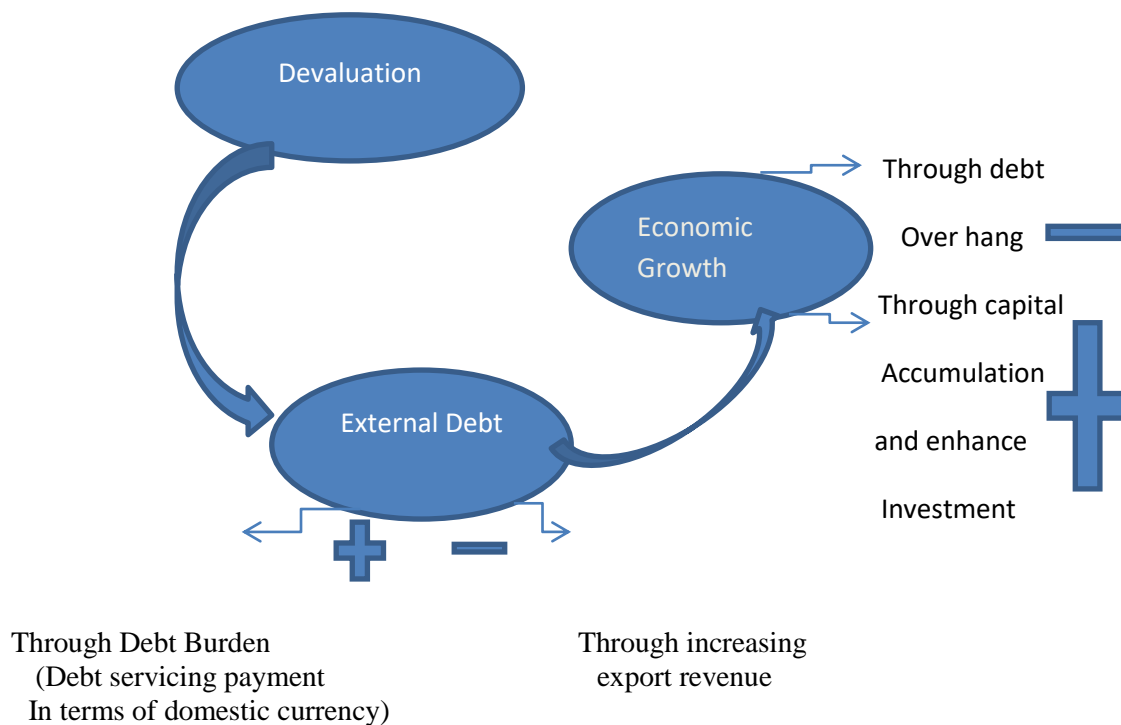 Devaluation
Through debt
Over hang
Economic
Growth
Through capital
Accumulation
and enhance
Investment
External Debt
Through Debt Burden
(Debt servicing payment
In terms of domestic currency)
Through increasing
export revenue